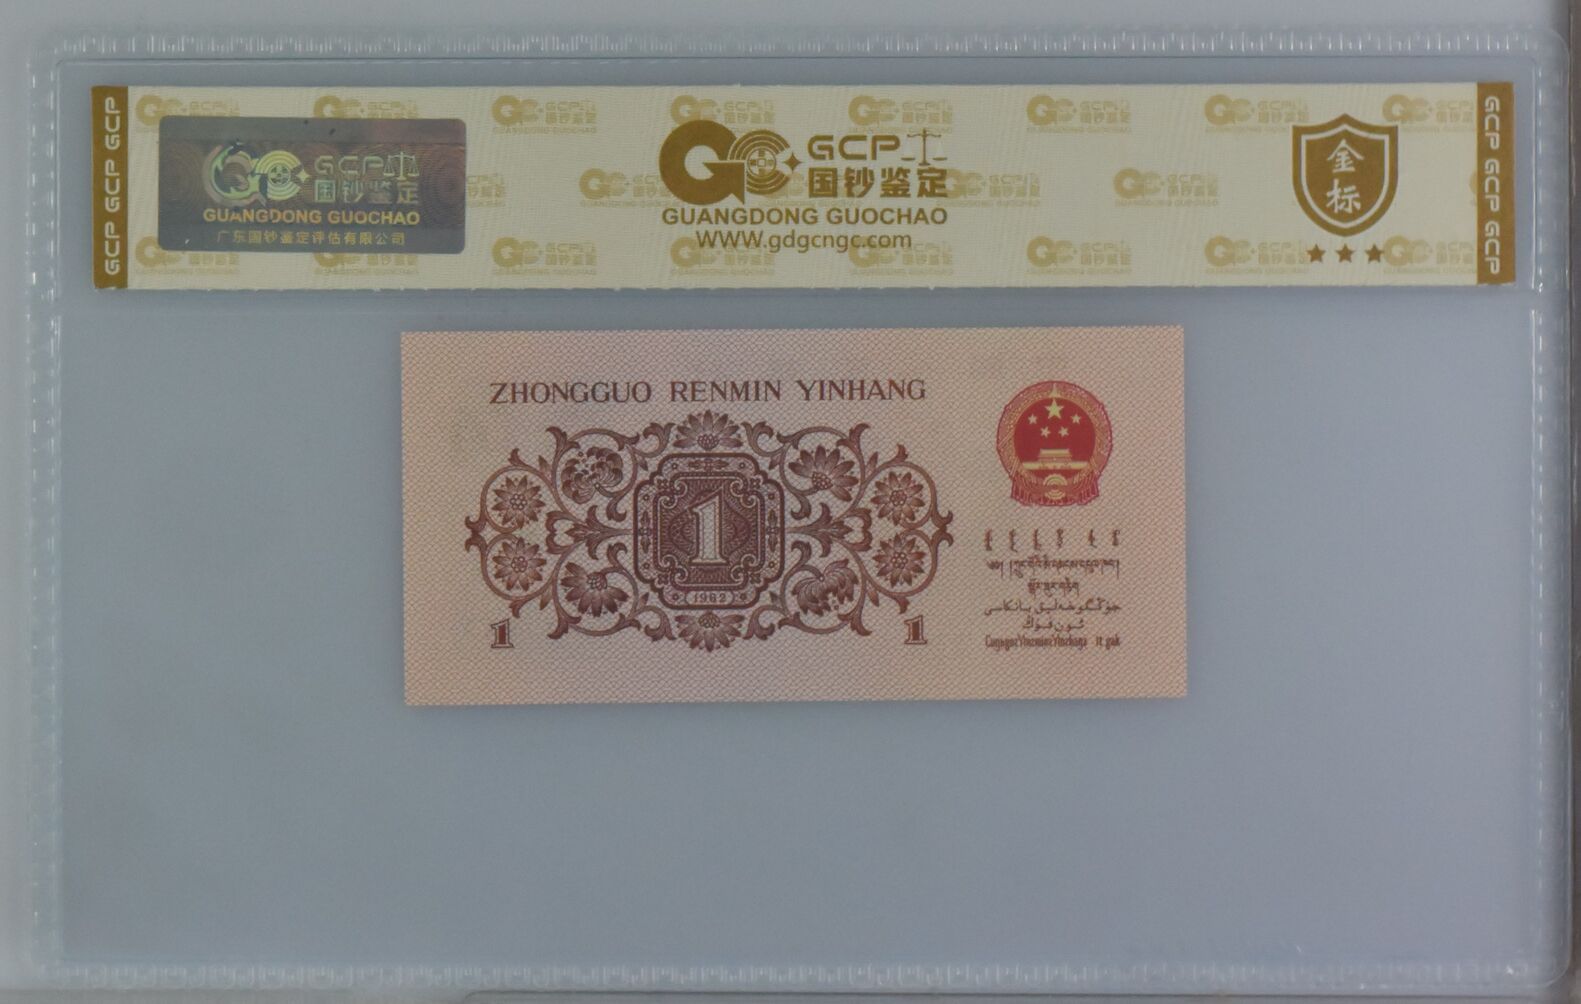 GCP GCP GCP
GCP 国钞鉴定
GUANGDONG GUOCHAO
广东国钞鉴定评估有限公司
GCP
国钞鉴定
GUANGDONG GUOCHAO
WWW.gdgcngc.com
金标
GCP GCP GCP
ZHONGGUO RENMIN YINHANG
1
1962
1
1